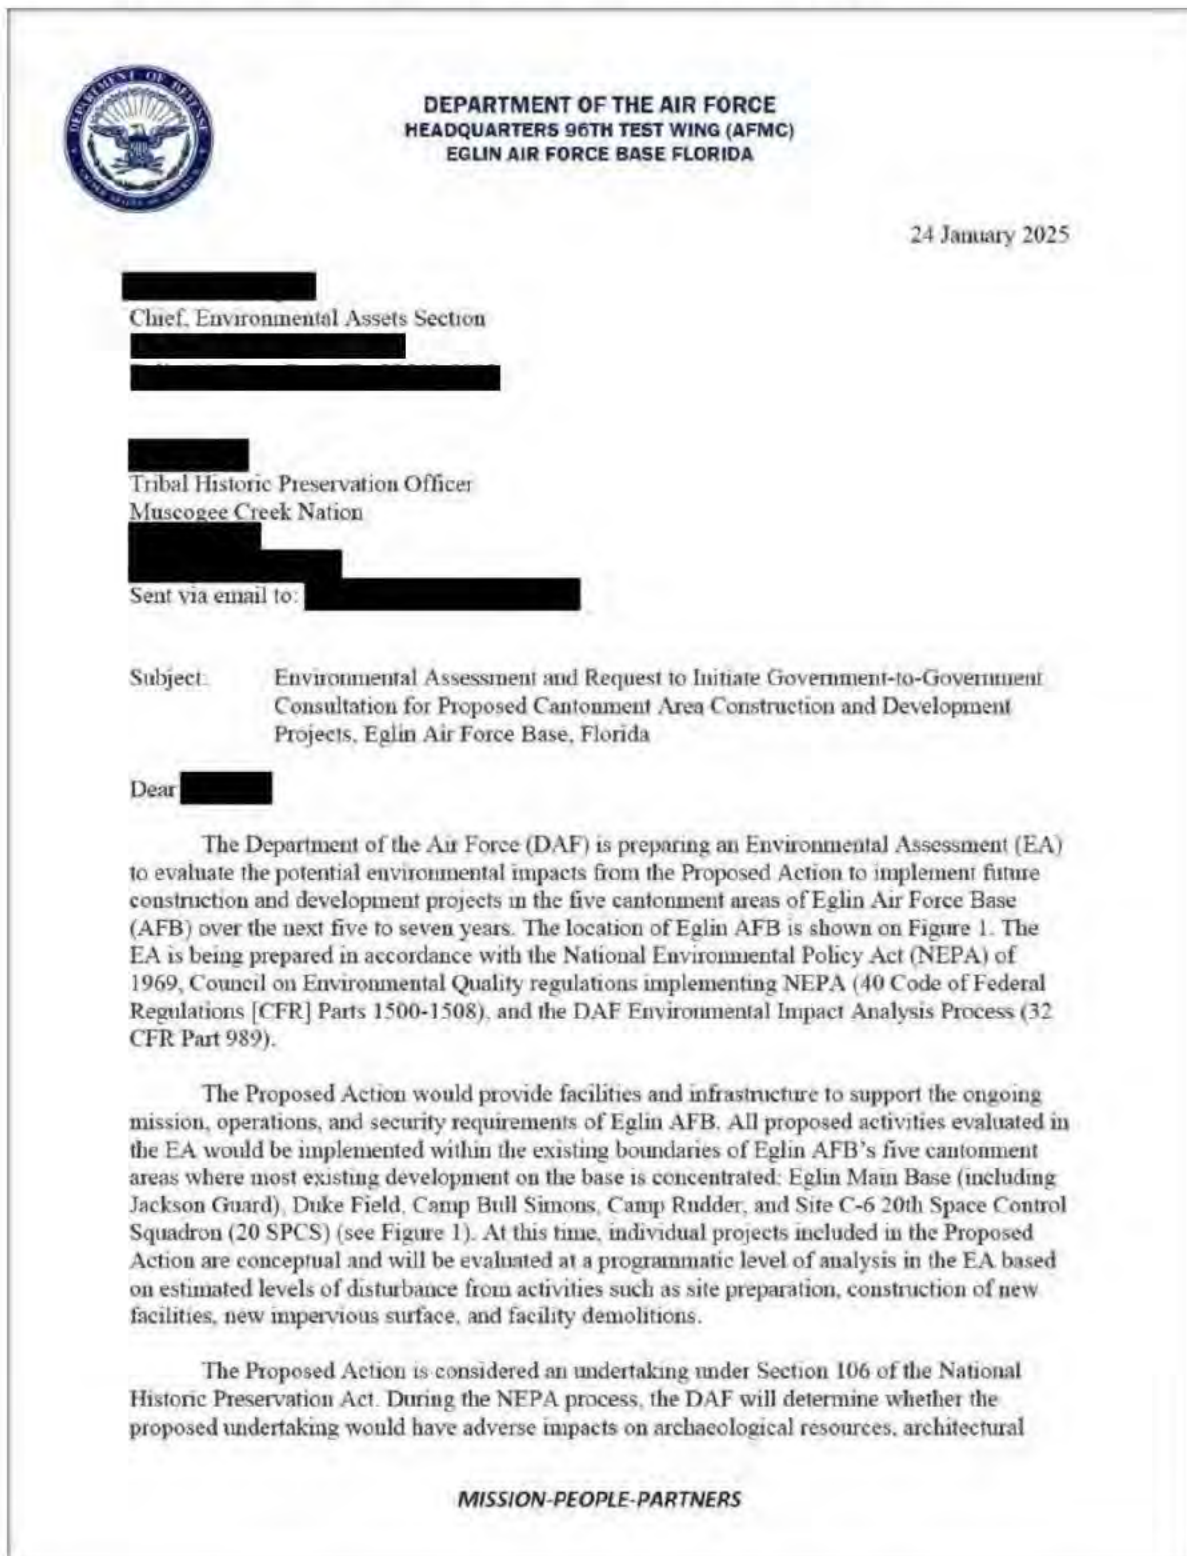 DEPARTMENT OF DEFENSE
UNITED STATES OF AMERICA
DEPARTMENT OF THE AIR FORCE
HEADQUARTERS 96TH TEST WING (AFMC)
EGLIN AIR FORCE BASE FLORIDA
24 January 2025
Chief, Environmental Assets Section
Tribal Historic Preservation Officer
Muscogee Creek Nation
Sent via email to:
Subject: Environmental Assessment and Request to Initiate Government-to-Government
Consultation for Proposed Cantonment Area Construction and Development
Projects, Eglin Air Force Base, Florida
Dear
The Department of the Air Force (DAF) is preparing an Environmental Assessment (EA)
to evaluate the potential environmental impacts from the Proposed Action to implement future
construction and development projects in the five cantonment areas of Eglin Air Force Base
(AFB) over the next five to seven years. The location of Eglin AFB is shown on Figure 1. The
EA is being prepared in accordance with the National Environmental Policy Act (NEPA) of
1969, Council on Environmental Quality regulations implementing NEPA (40 Code of Federal
Regulations [CFR] Parts 1500-1508), and the DAF Environmental Impact Analysis Process (32
CFR Part 989).
The Proposed Action would provide facilities and infrastructure to support the ongoing
mission, operations, and security requirements of Eglin AFB. All proposed activities evaluated in
the EA would be implemented within the existing boundaries of Eglin AFB's five cantonment
areas where most existing development on the base is concentrated: Eglin Main Base (including
Jackson Guard), Duke Field, Camp Bull Simons, Camp Rudder, and Site C-6 20th Space Control
Squadron (20 SPCS) (see Figure 1). At this time, individual projects included in the Proposed
Action are conceptual and will be evaluated at a programmatic level of analysis in the EA based
on estimated levels of disturbance from activities such as site preparation, construction of new
facilities, new impervious surface, and facility demolitions.
The Proposed Action is considered an undertaking under Section 106 of the National
Historic Preservation Act. During the NEPA process, the DAF will determine whether the
proposed undertaking would have adverse impacts on archaeological resources, architectural
MISSION-PEOPLE-PARTNERS